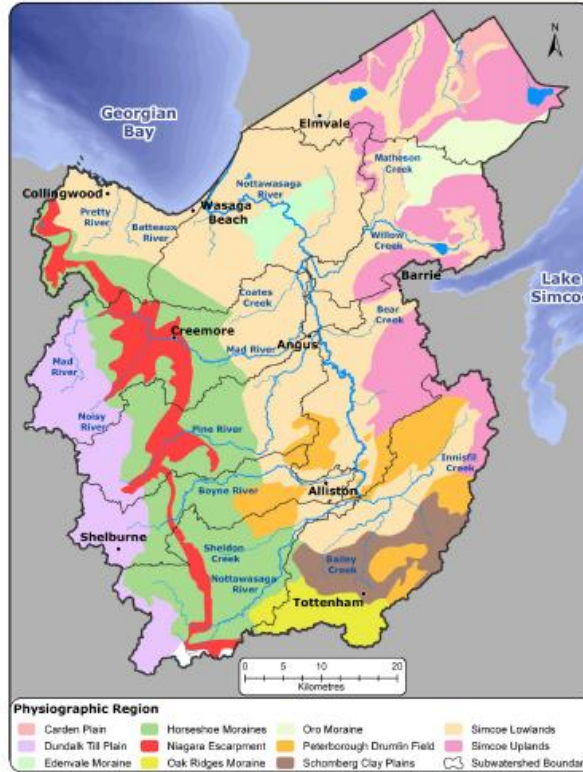 N
Georgian
Bay
Elmvale
Matheson
Creek
Nottawasaga
River
Collingwood
Wasaga
Beach
Pretty
River
Batteaux
River
Willow
Creek
Barrie
Lake
Simcoe
Coates
Creek
Bear
Creek
Creemore
Mad River
Angus
Mad
River
Noisy
River
Pine River
Innisfil
Creek
Boyne River
Alliston
Shelburne
Sheldon
Creek
Bailey
Creek
Nottawasaga
River
Tottenham
0 5 10 20
Kilometres
Physiographic Region
Carden Plain
Horseshoe Moraines
Oro Moraine
Simcoe Lowlands
Dundalk Till Plain
Niagara Escarpment
Peterborough Drumlin Field
Simcoe Uplands
Edenvale Moraine
Oak Ridges Moraine
Schomberg Clay Plains
Subwatershed Boundar